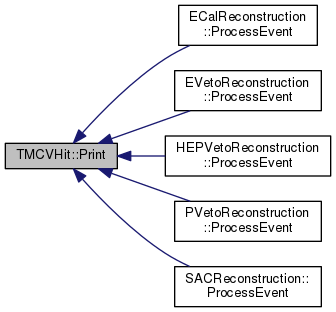 ECalReconstruction
::ProcessEvent
EVetoReconstruction
::ProcessEvent
TMCVHit::Print
HEPVetoReconstruction
::ProcessEvent
PVetoReconstruction
::ProcessEvent
SACReconstruction::
ProcessEvent